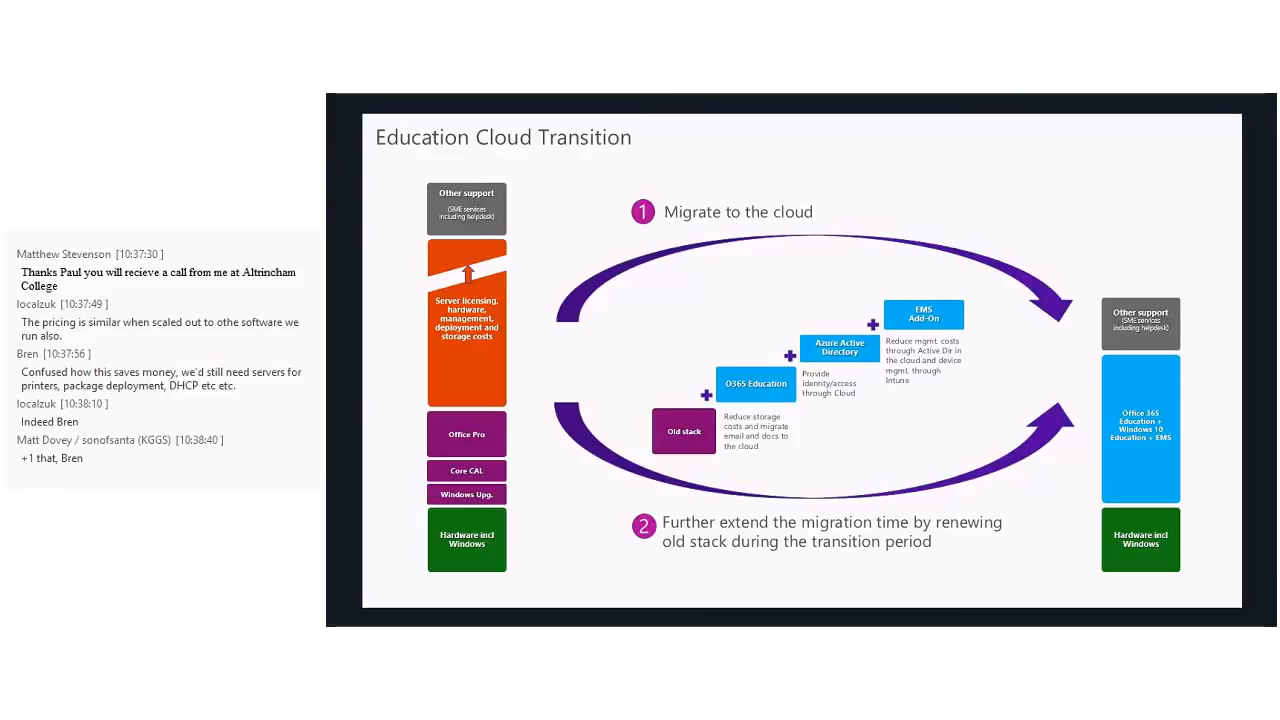 Matthew Stevenson [10:37:30 ]
Thanks Paul you will recieve a call from me at Altrincham
College
localzuk [10:37:49 ]
The pricing is similar when scaled out to othe software we
run also.
Bren [10:37:56 ]
Confused how this saves money, we'd still need servers for
printers, package deployment, DHCP etc etc.
localzuk [10:38:10 ]
Indeed Bren
Matt Dovey / sonofsanta (KGGS) [10:38:40 ]
+1 that, Bren
Education Cloud Transition
Other support
(SME services
including helpdesk)
Server licensing,
hardware,
management,
deployment and
storage costs
Office Pro
Core CAL
Windows Upg.
Hardware incl
Windows
1 Migrate to the cloud
Old stack
O365 Education
Reduce storage
costs and migrate
email and docs to
the cloud
Azure Active
Directory
Provide
identity/access
through Cloud
EMS
Add-On
Reduce mgmt. costs
through Active Dir in
the cloud and device
mgmt. through
Intune
2 Further extend the migration time by renewing
old stack during the transition period
Other support
(SME services
including helpdesk)
Office 365
Education +
Windows 10
Education + EMS
Hardware incl
Windows